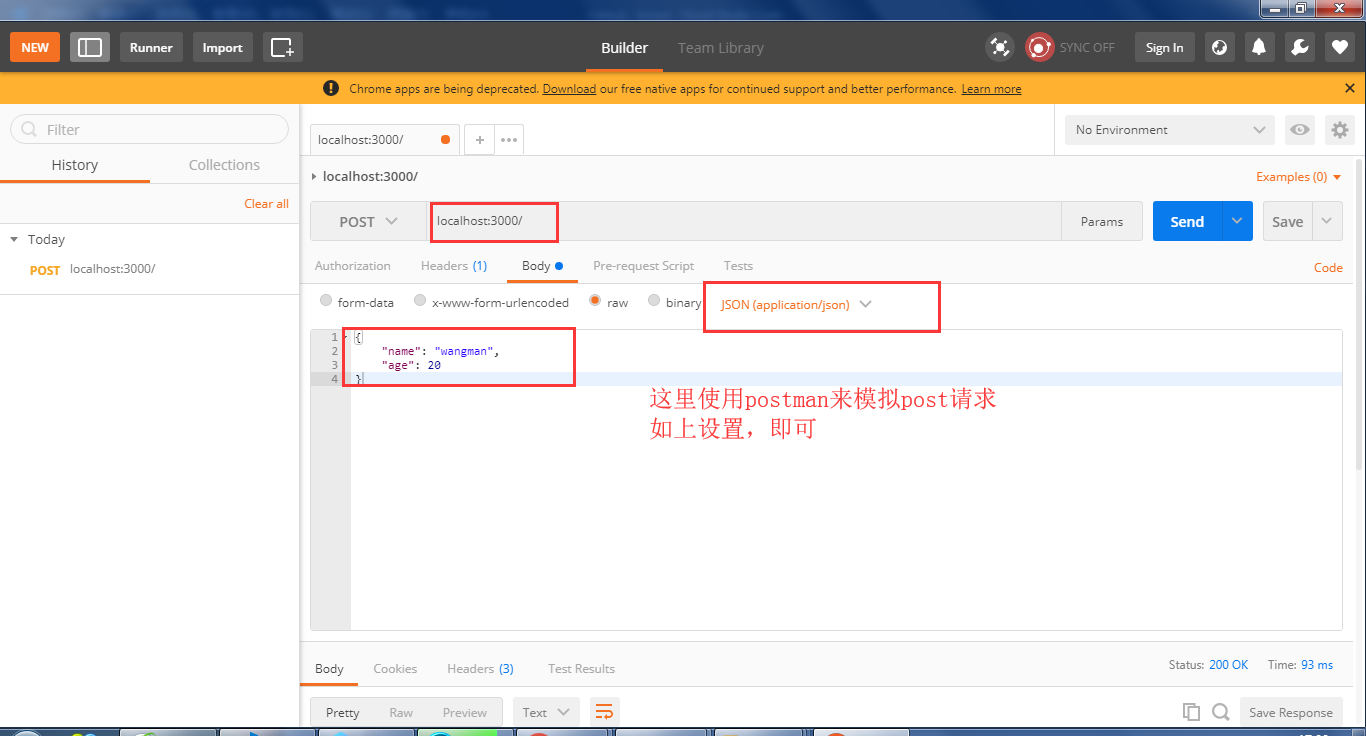 NEW Runner Import Builder Team Library SYNC OFF Sign In
Chrome apps are being deprecated. Download our free native apps for continued support and better performance. Learn more
Filter
History Collections
Clear all
Today
POST localhost:3000/
localhost:3000/ + •••
No Environment
localhost:3000/
Examples (0)
POST localhost:3000/ Params Send Save
Authorization Headers (1) Body Pre-request Script Tests Code
form-data x-www-form-urlencoded raw binary JSON (application/json)
1 {
2 "name": "wangman",
3 "age": 20
4 }
这里使用postman来模拟post请求
如上设置，即可
Body Cookies Headers (3) Test Results Status: 200 OK Time: 93 ms
Pretty Raw Preview Text Save Response